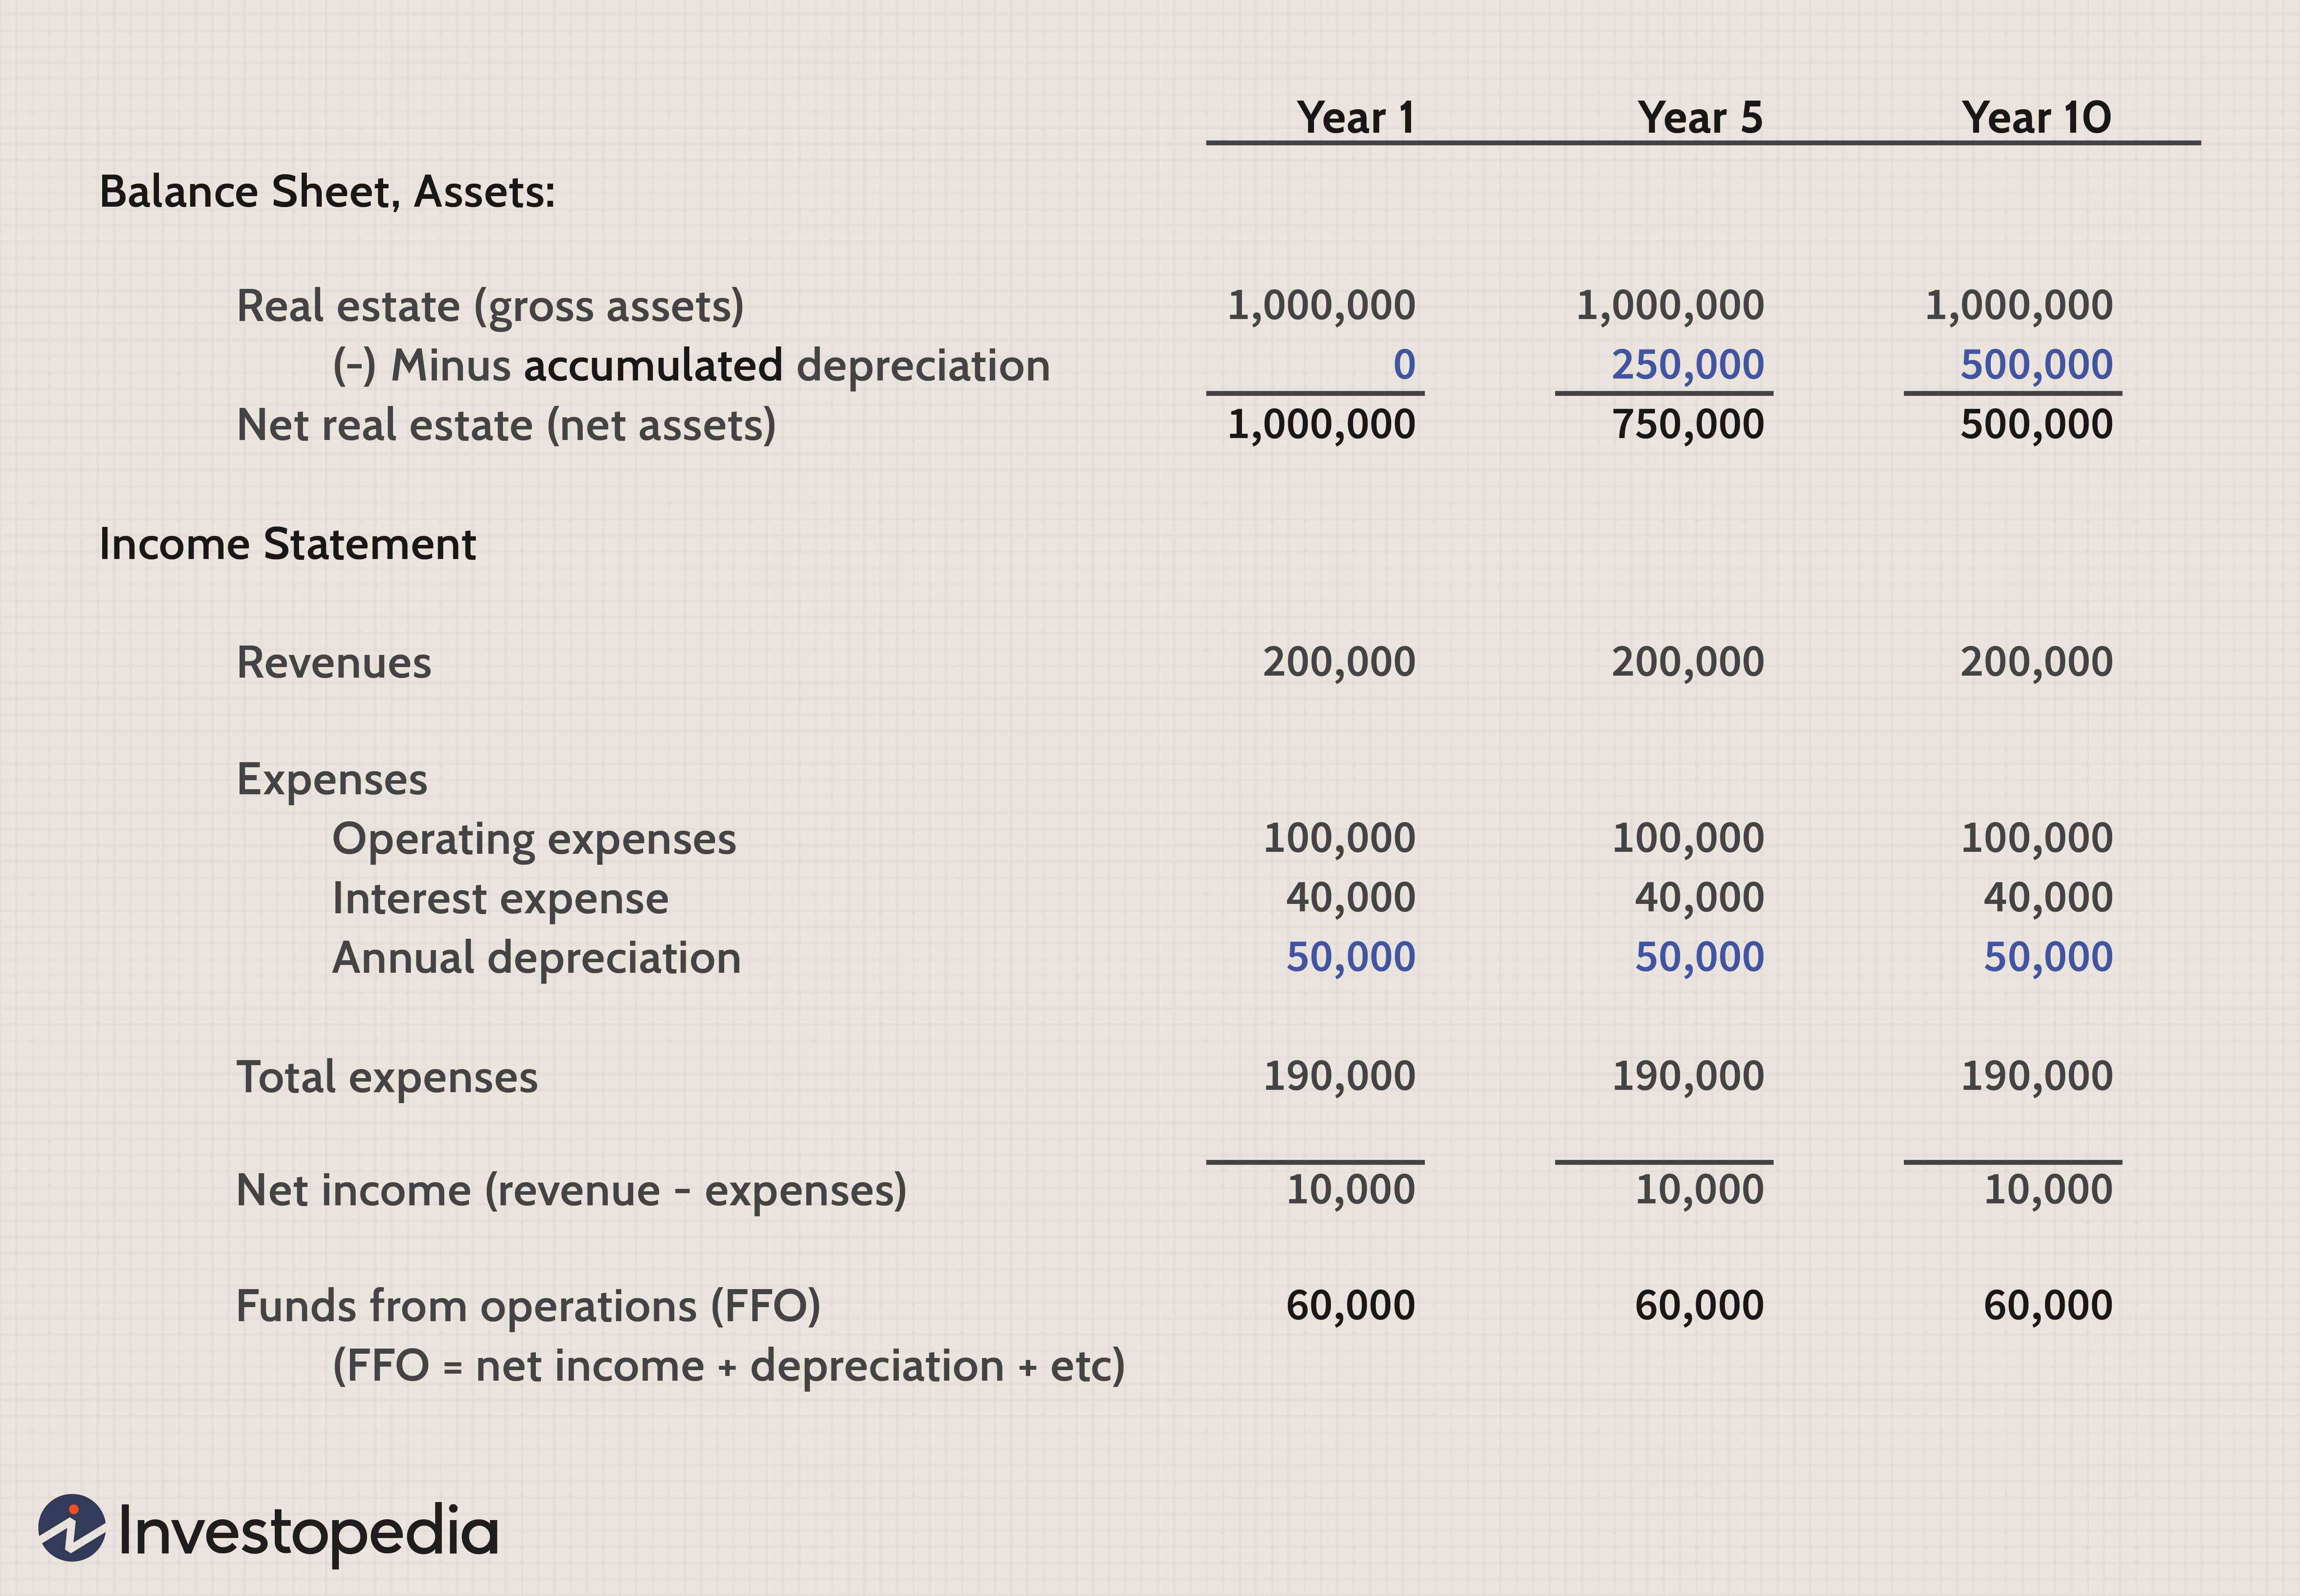 Year 1 Year 5 Year 10
Balance Sheet, Assets:
Real estate (gross assets) 1,000,000 1,000,000 1,000,000
(-) Minus accumulated depreciation 0 250,000 500,000
Net real estate (net assets) 1,000,000 750,000 500,000
Income Statement
Revenues 200,000 200,000 200,000
Expenses
Operating expenses 100,000 100,000 100,000
Interest expense 40,000 40,000 40,000
Annual depreciation 50,000 50,000 50,000
Total expenses 190,000 190,000 190,000
Net income (revenue - expenses) 10,000 10,000 10,000
Funds from operations (FFO) 60,000 60,000 60,000
(FFO = net income + depreciation + etc)
Investopedia